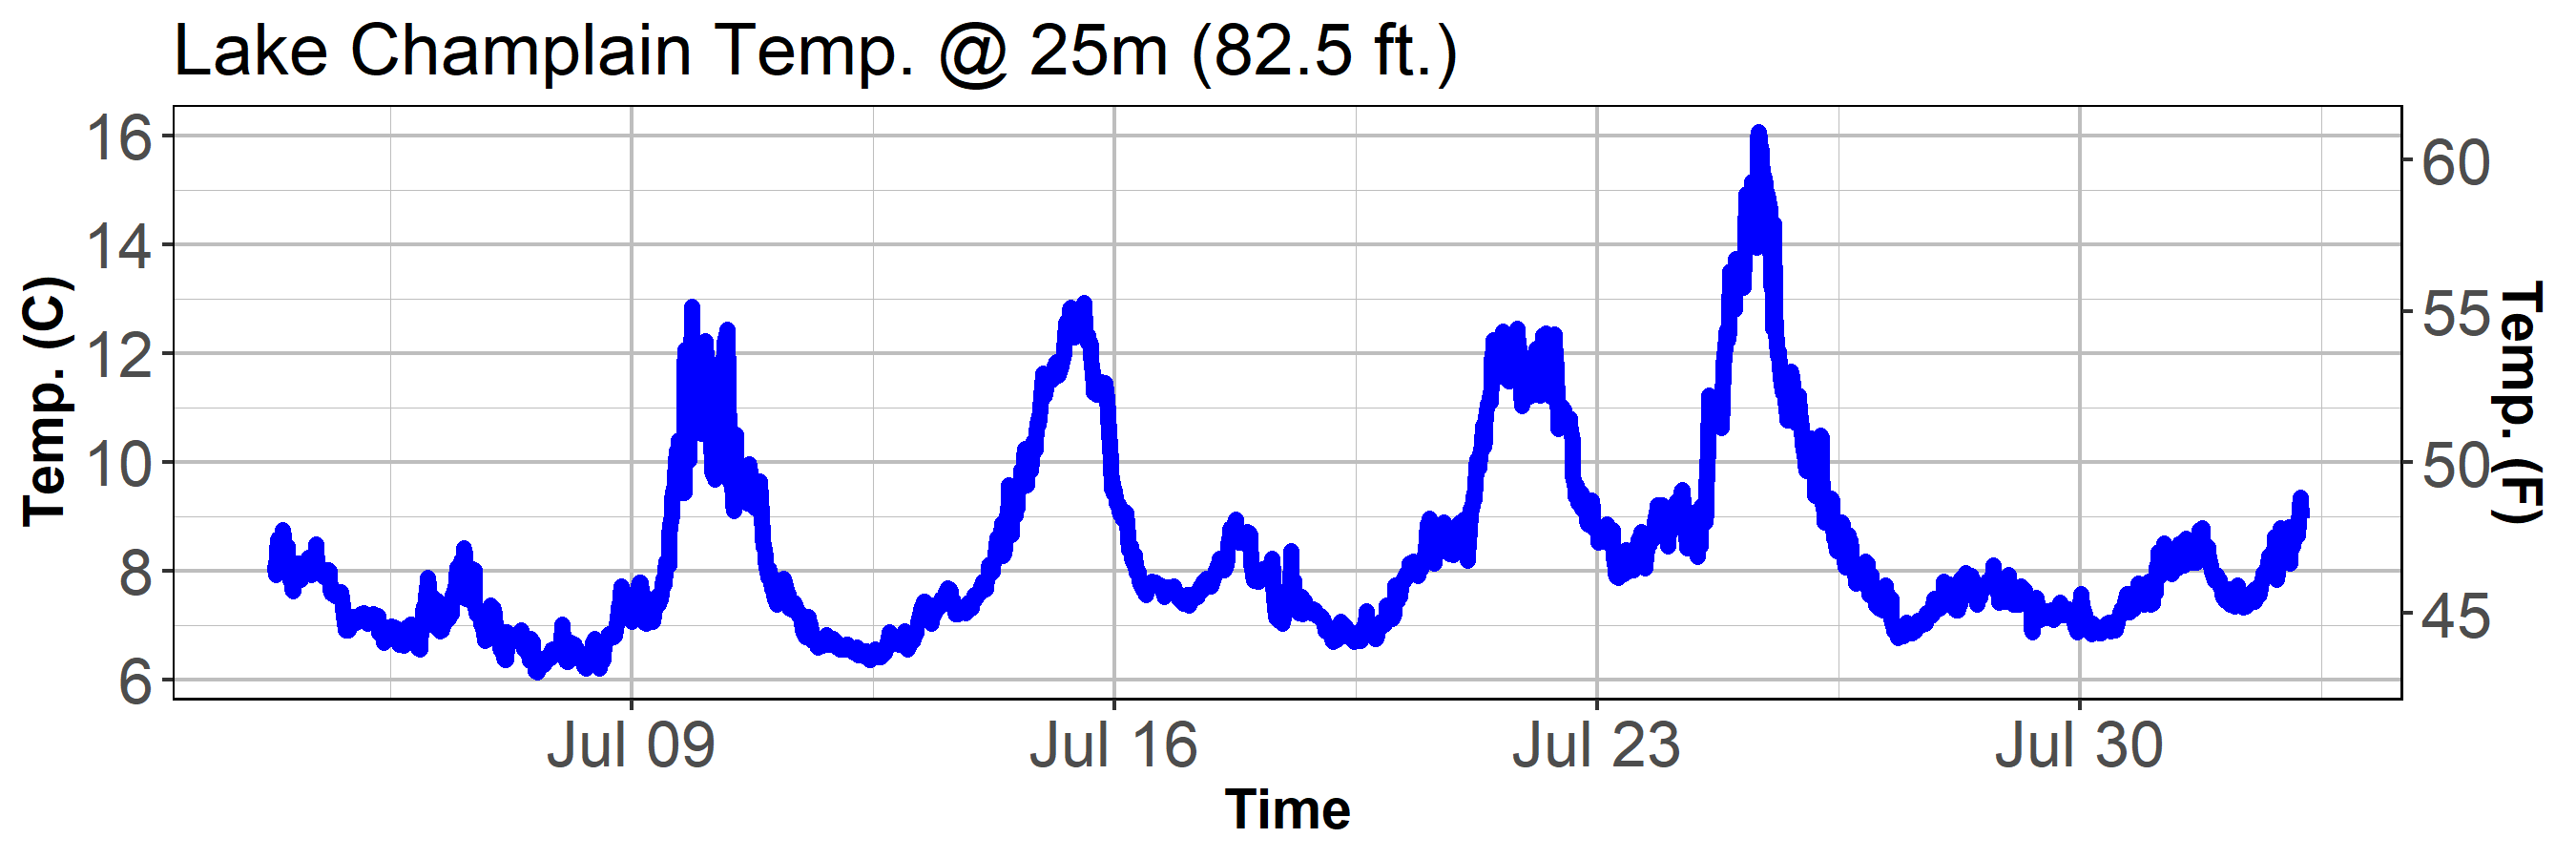 Lake Champlain Temp. @ 25m (82.5 ft.)
Temp. (C)
16
14
12
10
8
6
60
55
50
45
Temp. (F)
Jul 09
Jul 16
Jul 23
Jul 30
Time